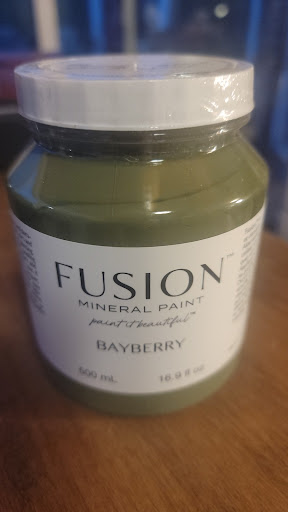 FUSION™
MINERAL PAINT
paint it beautiful™
BAYBERRY
500 mL 16.9 fl oz